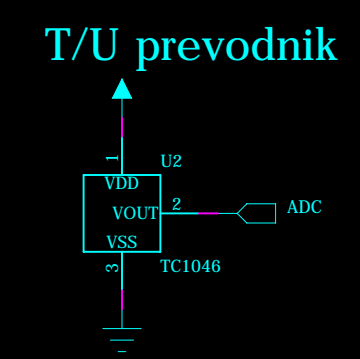 T/U prevodnik
1
U2
VDD
VOUT
2
ADC
VSS
3
TC1046